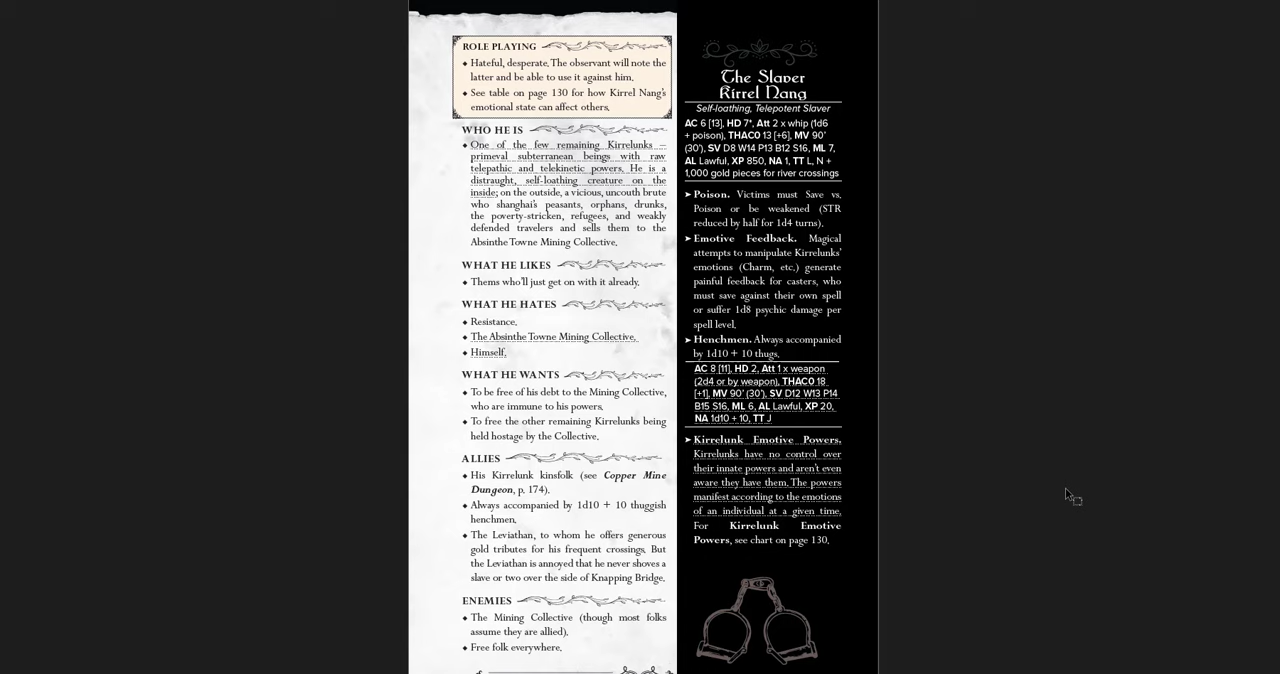 ROLE PLAYING
◆ Hateful, desperate. The observant will note the
latter and be able to use it against him.
◆ See table on page 130 for how Kirrel Nang's
emotional state can affect others.
WHO HE IS
◆ One of the few remaining Kirrelunks –
primeval subterranean beings with raw
telepathic and telekinetic powers. He is a
distraught, self-loathing creature on the
inside; on the outside, a vicious, uncouth brute
who shanghai's peasants, orphans, drunks,
the poverty-stricken, refugees, and weakly
defended travelers and sells them to the
Absinthe Towne Mining Collective.
WHAT HE LIKES
◆ Thems who'll just get on with it already.
WHAT HE HATES
◆ Resistance.
◆ The Absinthe Towne Mining Collective.
◆ Himself.
WHAT HE WANTS
◆ To be free of his debt to the Mining Collective,
who are immune to his powers.
◆ To free the other remaining Kirrelunks being
held hostage by the Collective.
ALLIES
◆ His Kirrelunk kinsfolk (see Copper Mine
Dungeon, p. 174).
◆ Always accompanied by 1d10 + 10 thuggish
henchmen.
◆ The Leviathan, to whom he offers generous
gold tributes for his frequent crossings. But
the Leviathan is annoyed that he never shoves a
slave or two over the side of Knapping Bridge.
ENEMIES
◆ The Mining Collective (though most folks
assume they are allied).
◆ Free folk everywhere.
The Slaver
Kirrel Nang
Self-loathing, Telepotent Slaver
AC 6 [13], HD 7*, Att 2 x whip (1d6
+ poison), THAC0 13 [+6], MV 90'
(30'), SV D8 W14 P13 B12 S16, ML 7,
AL Lawful, XP 850, NA 1, TT L, N +
1,000 gold pieces for river crossings
➤ Poison. Victims must Save vs.
Poison or be weakened (STR
reduced by half for 1d4 turns).
➤ Emotive Feedback. Magical
attempts to manipulate Kirrelunks'
emotions (Charm, etc.) generate
painful feedback for casters, who
must save against their own spell
or suffer 1d8 psychic damage per
spell level.
➤ Henchmen. Always accompanied
by 1d10 + 10 thugs.
AC 8 [11], HD 2, Att 1 x weapon
(2d4 or by weapon), THAC0 18
[+1], MV 90' (30'), SV D12 W13 P14
B15 S16, ML 6, AL Lawful, XP 20,
NA 1d10 + 10, TT J
➤ Kirrelunk Emotive Powers.
Kirrelunks have no control over
their innate powers and aren't even
aware they have them. The powers
manifest according to the emotions
of an individual at a given time.
For Kirrelunk Emotive
Powers, see chart on page 130.